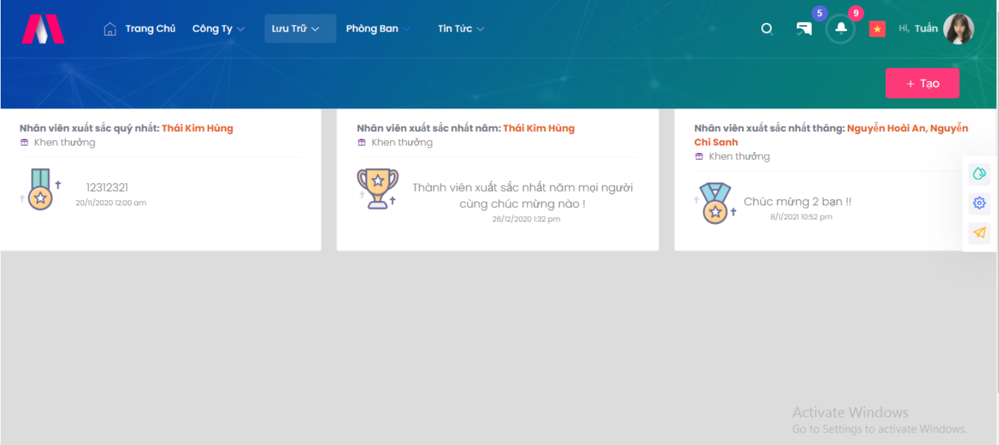 Trang Chủ Công Ty Lưu Trữ Phòng Ban Tin Tức 5 9 Hi, Tuấn
+ Tạo
Nhân viên xuất sắc quý nhất: Thái Kim Hùng
Khen thưởng
12312321
20/11/2020 12:00 am
Nhân viên xuất sắc nhất năm: Thái Kim Hùng
Khen thưởng
Thành viên xuất sắc nhất năm mọi người
cùng chúc mừng nào !
26/12/2020 1:32 pm
Nhân viên xuất sắc nhất tháng: Nguyễn Hoài An, Nguyễn
Chi Sanh
Khen thưởng
Chúc mừng 2 bạn !!
8/1/2021 10:52 pm
Activate Windows
Go to Settings to activate Windows.